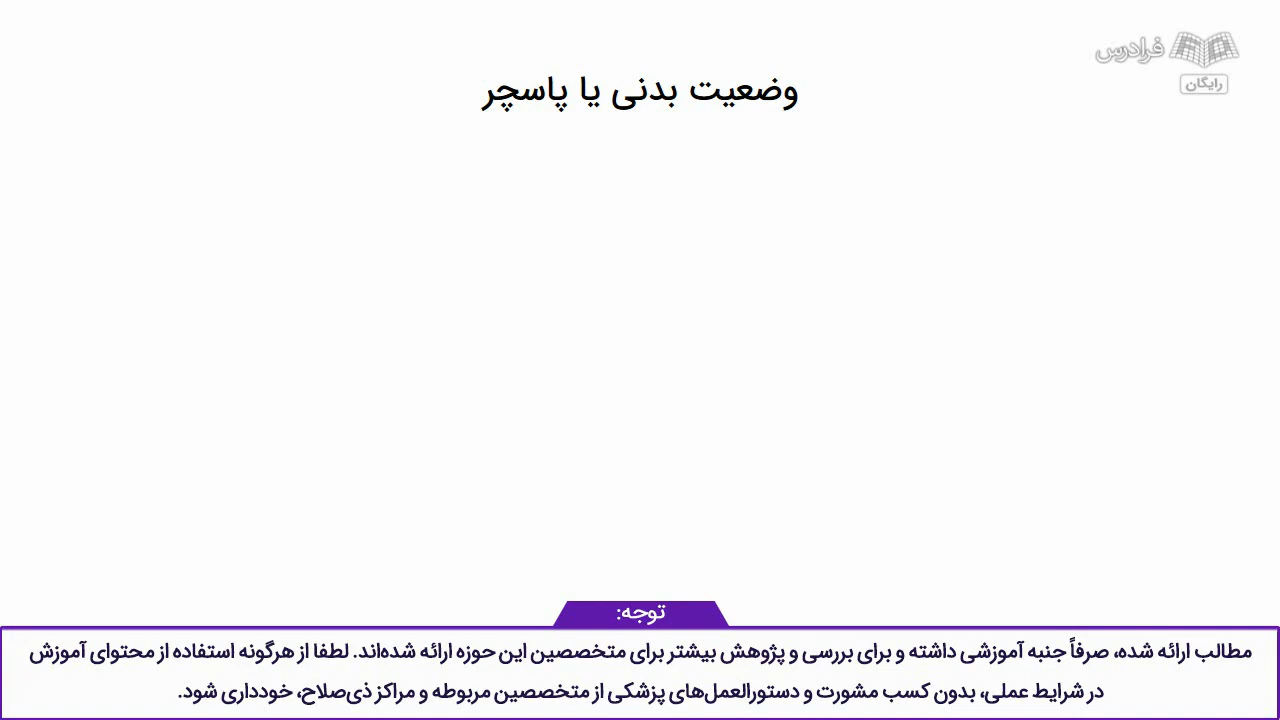 فرادرس
رایگان
وضعیت بدنی یا پاسچر
توجه:
مطالب ارائه شده، صرفاً جنبه آموزشی داشته و برای بررسی و پژوهش بیشتر برای متخصصین این حوزه ارائه شده‌اند. لطفا از هرگونه استفاده از محتوای آموزش
در شرایط عملی، بدون کسب مشورت و دستورالعمل‌های پزشکی از متخصصین مربوطه و مراکز ذی‌صلاح، خودداری شود.